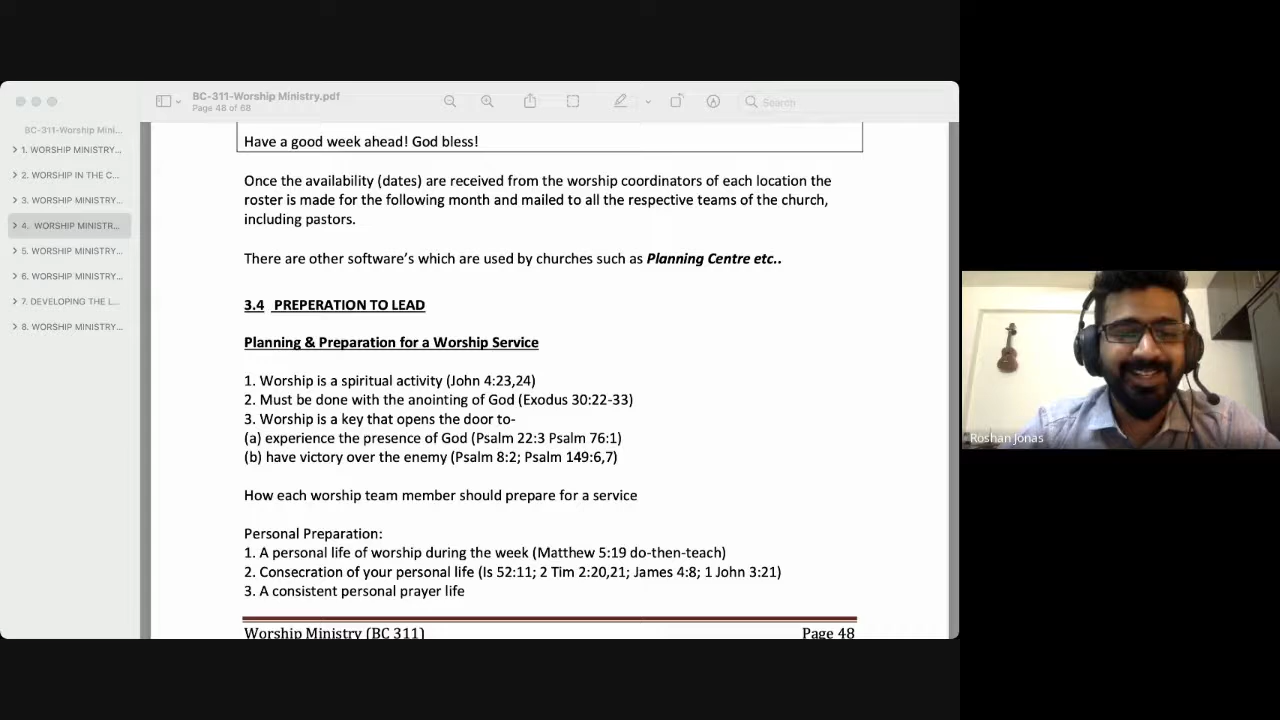 BC-311-Worship Ministry.pdf
Page 48 of 68
Search
BC-311-Worship Mini...
1. WORSHIP MINISTRY...
2. WORSHIP IN THE C...
3. WORSHIP MINISTRY...
4. WORSHIP MINISTR...
5. WORSHIP MINISTRY...
6. WORSHIP MINISTRY...
7. DEVELOPING THE L...
8. WORSHIP MINISTRY...
Have a good week ahead! God bless!
Once the availability (dates) are received from the worship coordinators of each location the
roster is made for the following month and mailed to all the respective teams of the church,
including pastors.
There are other software's which are used by churches such as Planning Centre etc..
3.4 PREPERATION TO LEAD
Planning & Preparation for a Worship Service
1. Worship is a spiritual activity (John 4:23,24)
2. Must be done with the anointing of God (Exodus 30:22-33)
3. Worship is a key that opens the door to-
(a) experience the presence of God (Psalm 22:3 Psalm 76:1)
(b) have victory over the enemy (Psalm 8:2; Psalm 149:6,7)
How each worship team member should prepare for a service
Personal Preparation:
1. A personal life of worship during the week (Matthew 5:19 do-then-teach)
2. Consecration of your personal life (Is 52:11; 2 Tim 2:20,21; James 4:8; 1 John 3:21)
3. A consistent personal prayer life
Worship Ministry (BC 311)
Page 48
Roshan Jonas